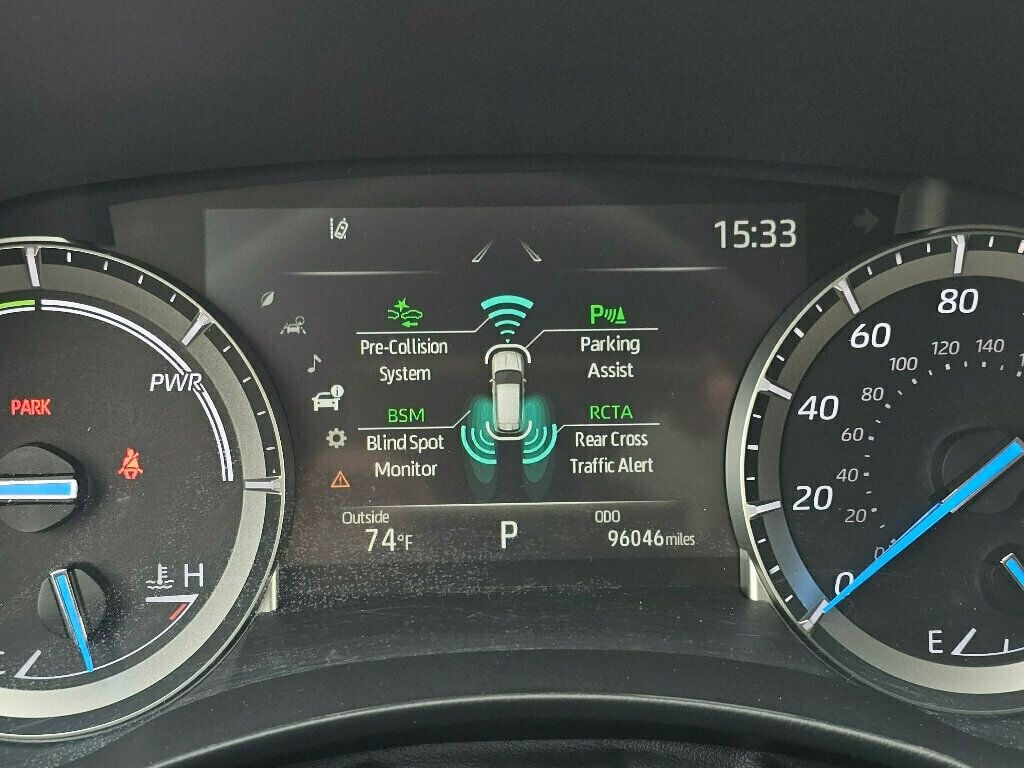 15:33
Pre-Collision
System
P
Parking
Assist
BSM
Blind Spot
Monitor
RCTA
Rear Cross
Traffic Alert
Outside
74°F
P
ODO
96046 miles
PWR
PARK
H
80
60
40
20
0
140
120
100
80
60
40
20
0
E